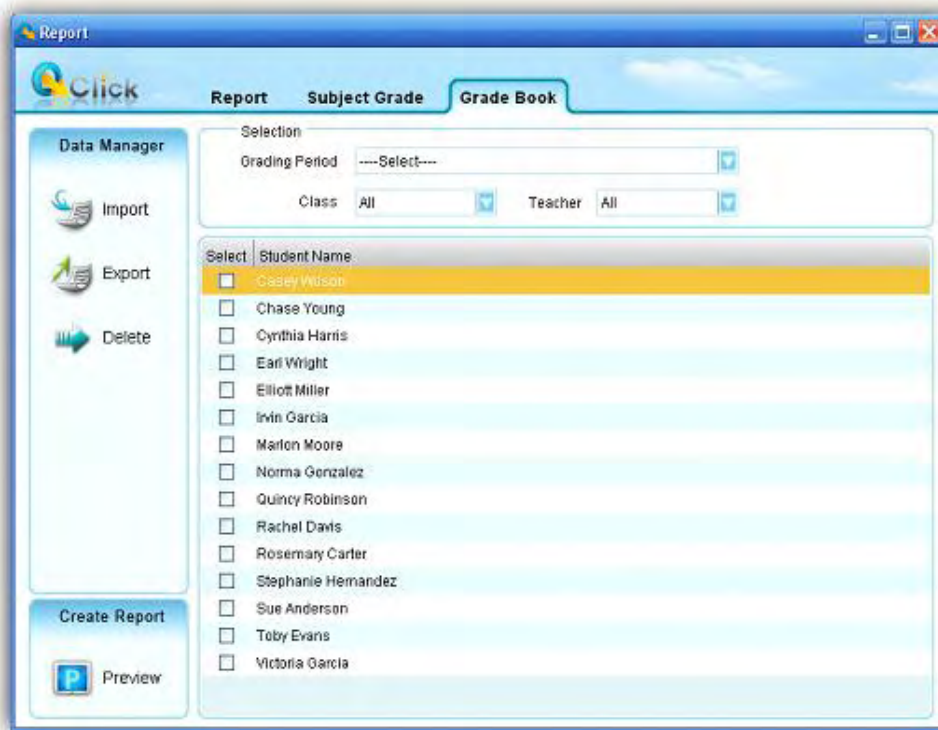 Report
QClick
Report Subject Grade Grade Book
Data Manager
Import
Export
Delete
Create Report
Preview
Selection
Grading Period ----Select----
Class All Teacher All
Select Student Name
Casey Wilson
Chase Young
Cynthia Harris
Earl Wright
Elliott Miller
Irvin Garcia
Marlon Moore
Norma Gonzalez
Quincy Robinson
Rachel Davis
Rosemary Carter
Stephanie Hernandez
Sue Anderson
Toby Evans
Victoria Garcia